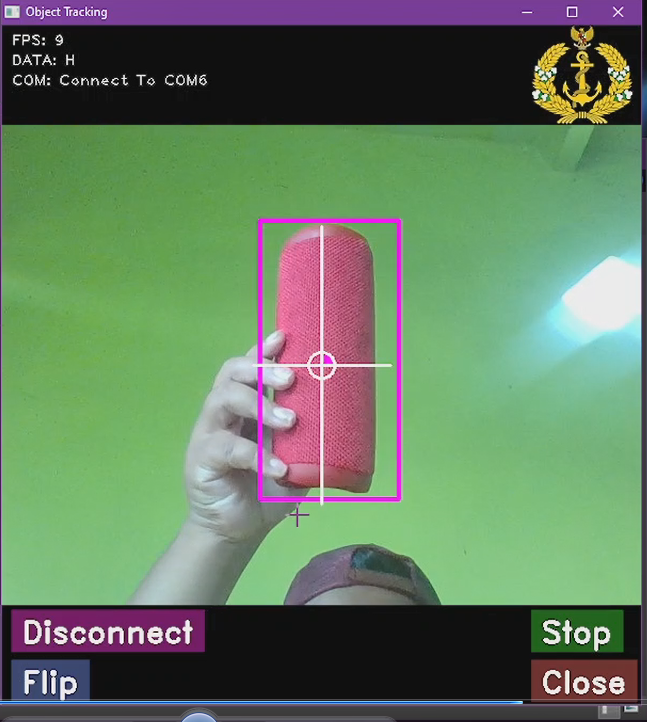 Object Tracking
FPS: 9
DATA: H
COM: Connect To COM6
Disconnect
Stop
Flip
Close